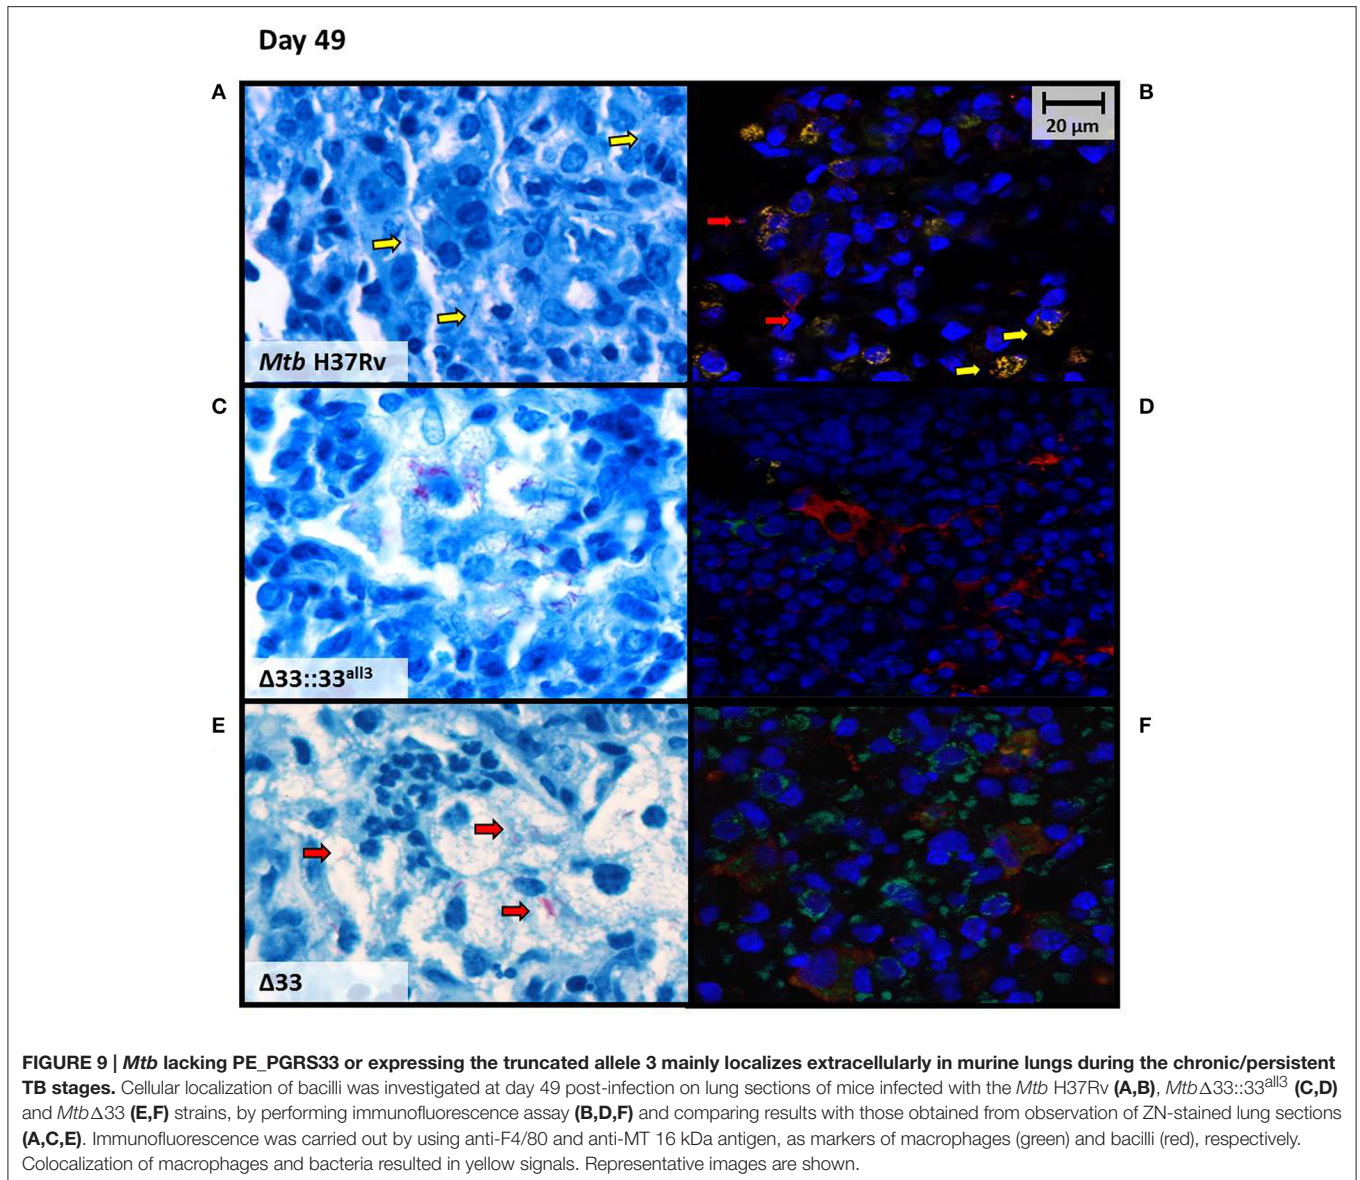 Day 49
A
B
20 µm
Mtb H37Rv
C
D
Δ33::33all3
E
F
Δ33
FIGURE 9 | Mtb lacking PE_PGRS33 or expressing the truncated allele 3 mainly localizes extracellularly in murine lungs during the chronic/persistent
TB stages. Cellular localization of bacilli was investigated at day 49 post-infection on lung sections of mice infected with the Mtb H37Rv (A,B), MtbΔ33::33all3 (C,D)
and MtbΔ33 (E,F) strains, by performing immunofluorescence assay (B,D,F) and comparing results with those obtained from observation of ZN-stained lung sections
(A,C,E). Immunofluorescence was carried out by using anti-F4/80 and anti-MT 16 kDa antigen, as markers of macrophages (green) and bacilli (red), respectively.
Colocalization of macrophages and bacteria resulted in yellow signals. Representative images are shown.